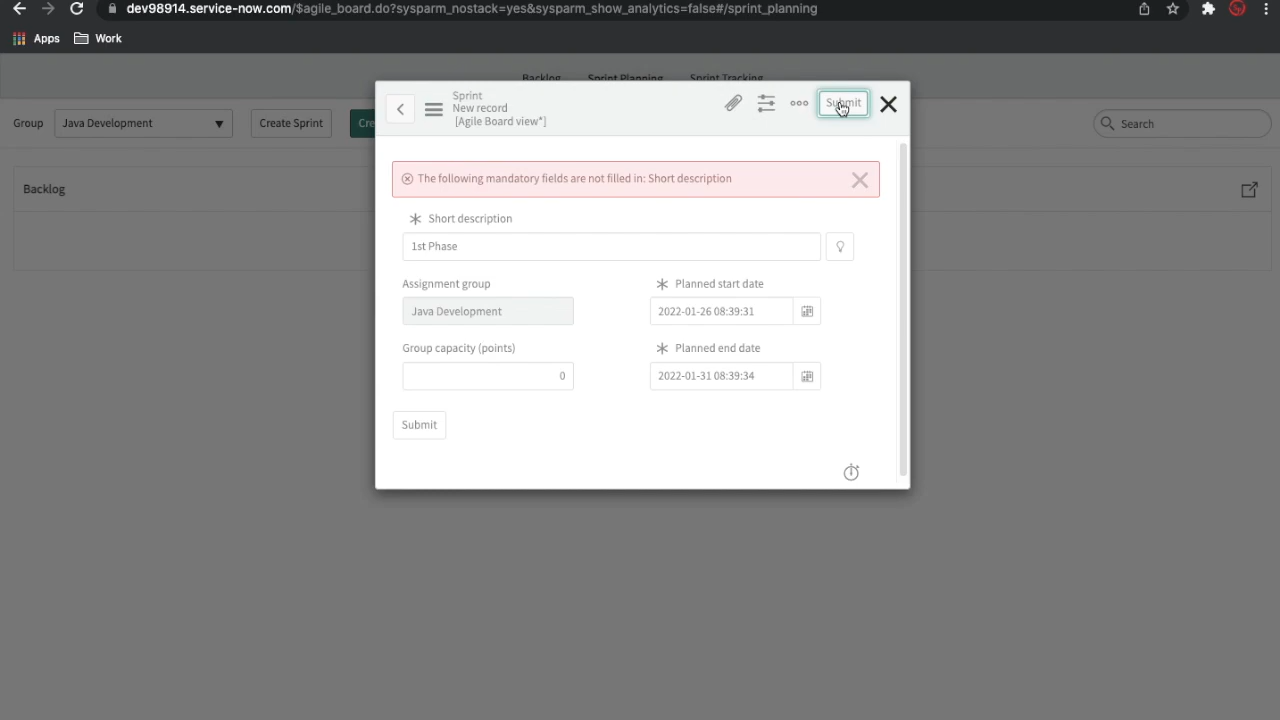 dev98914.service-now.com/$agile_board.do?sysparm_nostack=yes&sysparm_show_analytics=false#/sprint_planning
Apps Work
Backlog Sprint Planning Sprint Tracking
Sprint
New record
[Agile Board view*]
Submit
Group Java Development Create Sprint Cre Search
Backlog
The following mandatory fields are not filled in: Short description
Short description
1st Phase
Assignment group Planned start date
Java Development 2022-01-26 08:39:31
Group capacity (points) Planned end date
0 2022-01-31 08:39:34
Submit